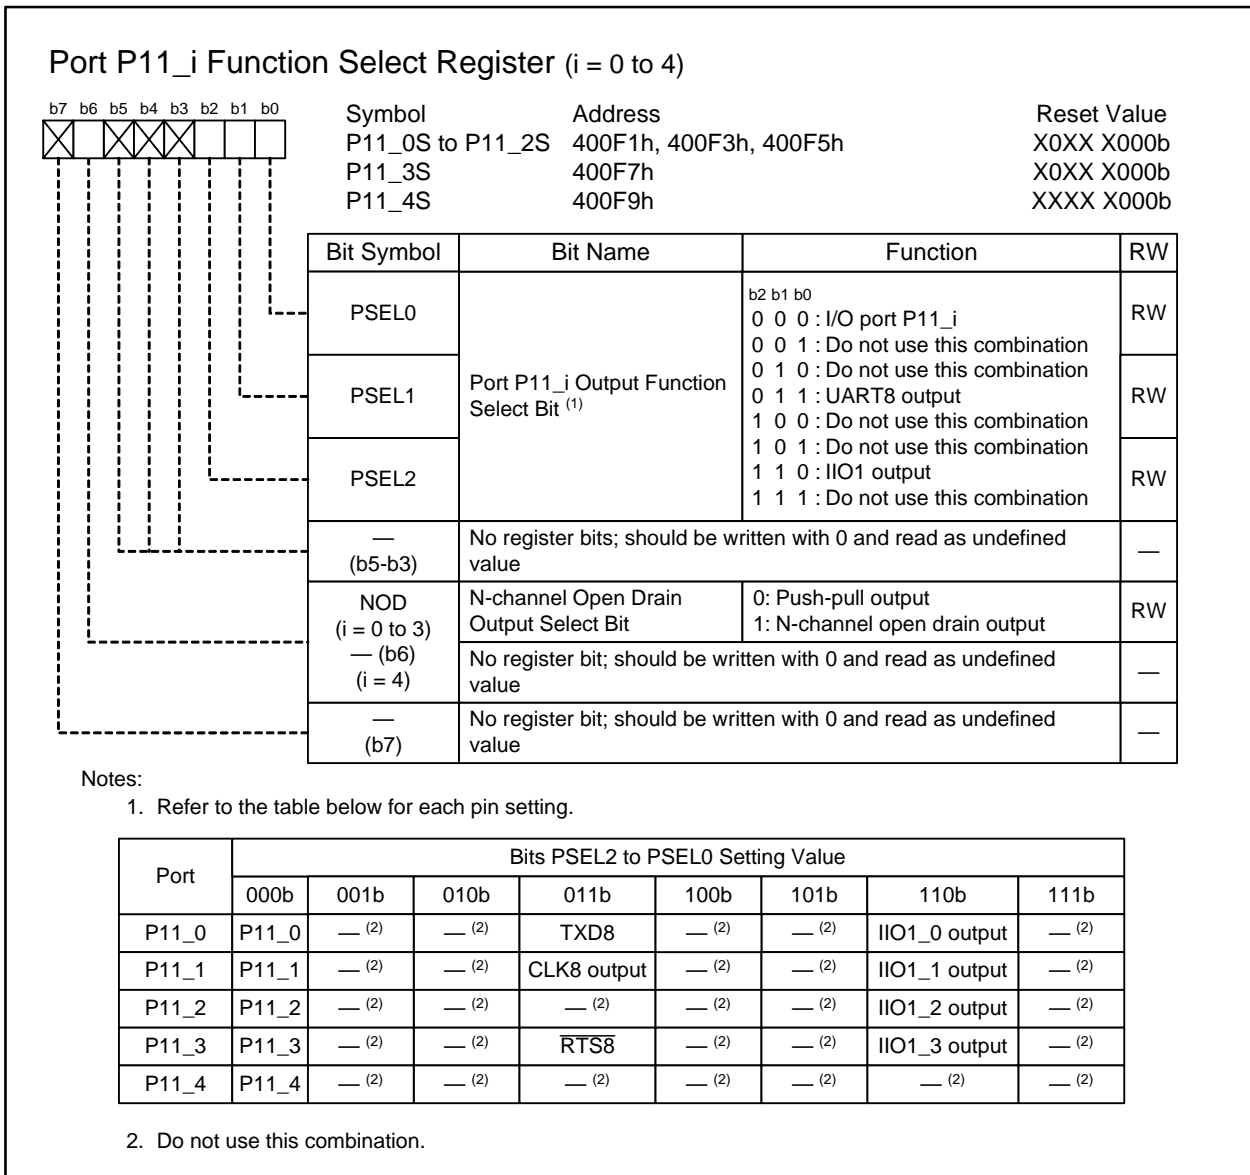 Port P11_i Function Select Register (i = 0 to 4)
b7 b6 b5 b4 b3 b2 b1 b0
Symbol Address Reset Value
P11_0S to P11_2S 400F1h, 400F3h, 400F5h X0XX X000b
P11_3S 400F7h X0XX X000b
P11_4S 400F9h XXXX X000b
Bit Symbol Bit Name Function RW
PSEL0 RW
PSEL1 RW
PSEL2 RW
Port P11_i Output Function
Select Bit (1)
b2 b1 b0
0 0 0 : I/O port P11_i
0 0 1 : Do not use this combination
0 1 0 : Do not use this combination
0 1 1 : UART8 output
1 0 0 : Do not use this combination
1 0 1 : Do not use this combination
1 1 0 : IIO1 output
1 1 1 : Do not use this combination
—
(b5-b3)
No register bits; should be written with 0 and read as undefined
value
—
NOD
(i = 0 to 3)
— (b6)
(i = 4)
N-channel Open Drain
Output Select Bit
0: Push-pull output
1: N-channel open drain output
RW
No register bit; should be written with 0 and read as undefined
value
—
—
(b7)
No register bit; should be written with 0 and read as undefined
value
—
Notes:
1. Refer to the table below for each pin setting.
Port Bits PSEL2 to PSEL0 Setting Value
000b 001b 010b 011b 100b 101b 110b 111b
P11_0 P11_0 — (2) — (2) TXD8 — (2) — (2) IIO1_0 output — (2)
P11_1 P11_1 — (2) — (2) CLK8 output — (2) — (2) IIO1_1 output — (2)
P11_2 P11_2 — (2) — (2) — (2) — (2) — (2) IIO1_2 output — (2)
P11_3 P11_3 — (2) — (2) R̅T̅S̅8̅ — (2) — (2) IIO1_3 output — (2)
P11_4 P11_4 — (2) — (2) — (2) — (2) — (2) — (2) — (2)
2. Do not use this combination.